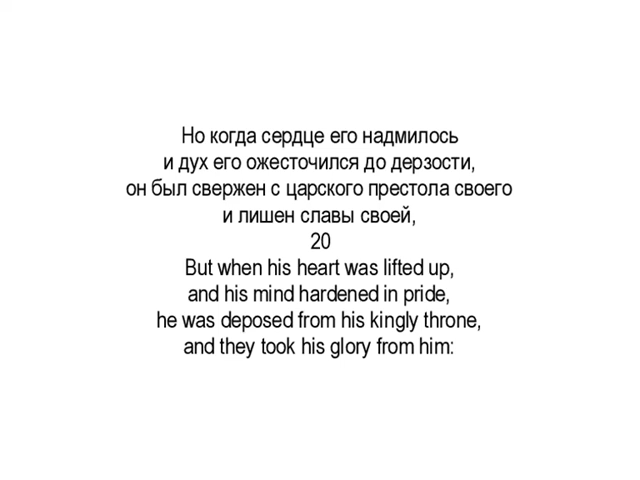 Но когда сердце его надмилось
и дух его ожесточился до дерзости,
он был свержен с царского престола своего
и лишен славы своей,
20
But when his heart was lifted up,
and his mind hardened in pride,
he was deposed from his kingly throne,
and they took his glory from him: